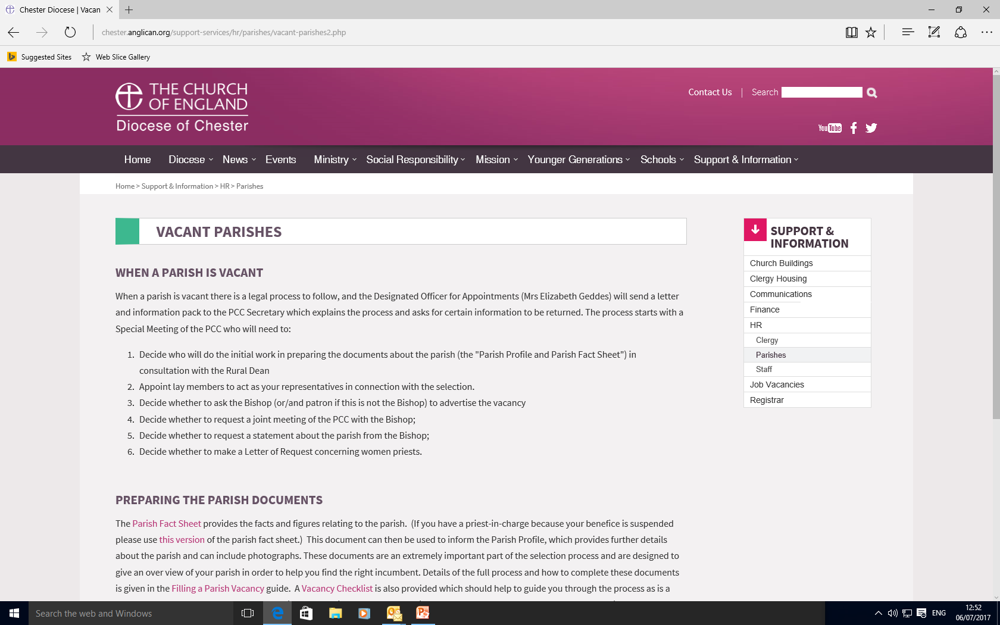 Chester Diocese | Vacan
chester.anglican.org/support-services/hr/parishes/vacant-parishes2.php
Suggested Sites
Web Slice Gallery
THE CHURCH
OF ENGLAND
Diocese of Chester
Contact Us | Search
You Tube
Home Diocese News Events Ministry Social Responsibility Mission Younger Generations Schools Support & Information
Home > Support & Information > HR > Parishes
VACANT PARISHES
WHEN A PARISH IS VACANT
When a parish is vacant there is a legal process to follow, and the Designated Officer for Appointments (Mrs Elizabeth Geddes) will send a letter
and information pack to the PCC Secretary which explains the process and asks for certain information to be returned. The process starts with a
Special Meeting of the PCC who will need to:
1. Decide who will do the initial work in preparing the documents about the parish (the "Parish Profile and Parish Fact Sheet") in
consultation with the Rural Dean
2. Appoint lay members to act as your representatives in connection with the selection.
3. Decide whether to ask the Bishop (or/and patron if this is not the Bishop) to advertise the vacancy
4. Decide whether to request a joint meeting of the PCC with the Bishop;
5. Decide whether to request a statement about the parish from the Bishop;
6. Decide whether to make a Letter of Request concerning women priests.
PREPARING THE PARISH DOCUMENTS
The Parish Fact Sheet provides the facts and figures relating to the parish. (If you have a priest-in-charge because your benefice is suspended
please use this version of the parish fact sheet.) This document can then be used to inform the Parish Profile, which provides further details
about the parish and can include photographs. These documents are an extremely important part of the selection process and are designed to
give an over view of your parish in order to help you find the right incumbent. Details of the full process and how to complete these documents
is given in the Filling a Parish Vacancy guide. A Vacancy Checklist is also provided which should help to guide you through the process as is a
SUPPORT &
INFORMATION
Church Buildings
Clergy Housing
Communications
Finance
HR
Clergy
Parishes
Staff
Job Vacancies
Registrar
Search the web and Windows
ENG
12:52
06/07/2017